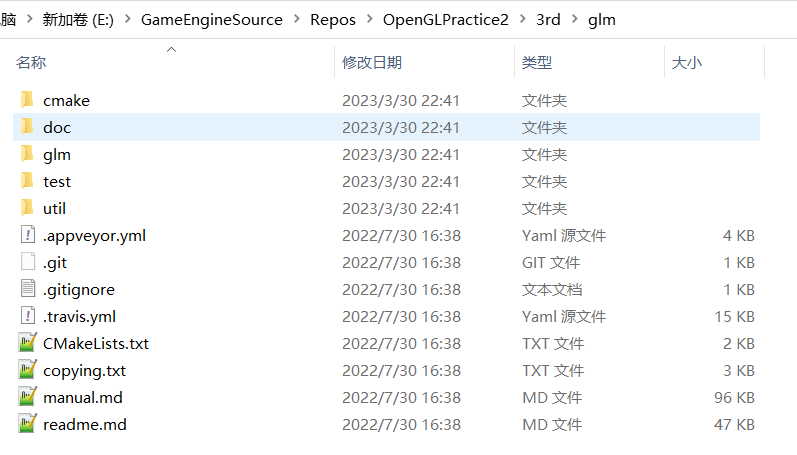 脑 > 新加卷 (E:) > GameEngineSource > Repos > OpenGLPractice2 > 3rd > glm
名称 修改日期 类型 大小
cmake 2023/3/30 22:41 文件夹
doc 2023/3/30 22:41 文件夹
glm 2023/3/30 22:41 文件夹
test 2023/3/30 22:41 文件夹
util 2023/3/30 22:41 文件夹
.appveyor.yml 2022/7/30 16:38 Yaml 源文件 4 KB
.git 2022/7/30 16:38 GIT 文件 1 KB
.gitignore 2022/7/30 16:38 文本文档 1 KB
.travis.yml 2022/7/30 16:38 Yaml 源文件 15 KB
CMakeLists.txt 2022/7/30 16:38 TXT 文件 2 KB
copying.txt 2022/7/30 16:38 TXT 文件 3 KB
manual.md 2022/7/30 16:38 MD 文件 96 KB
readme.md 2022/7/30 16:38 MD 文件 47 KB